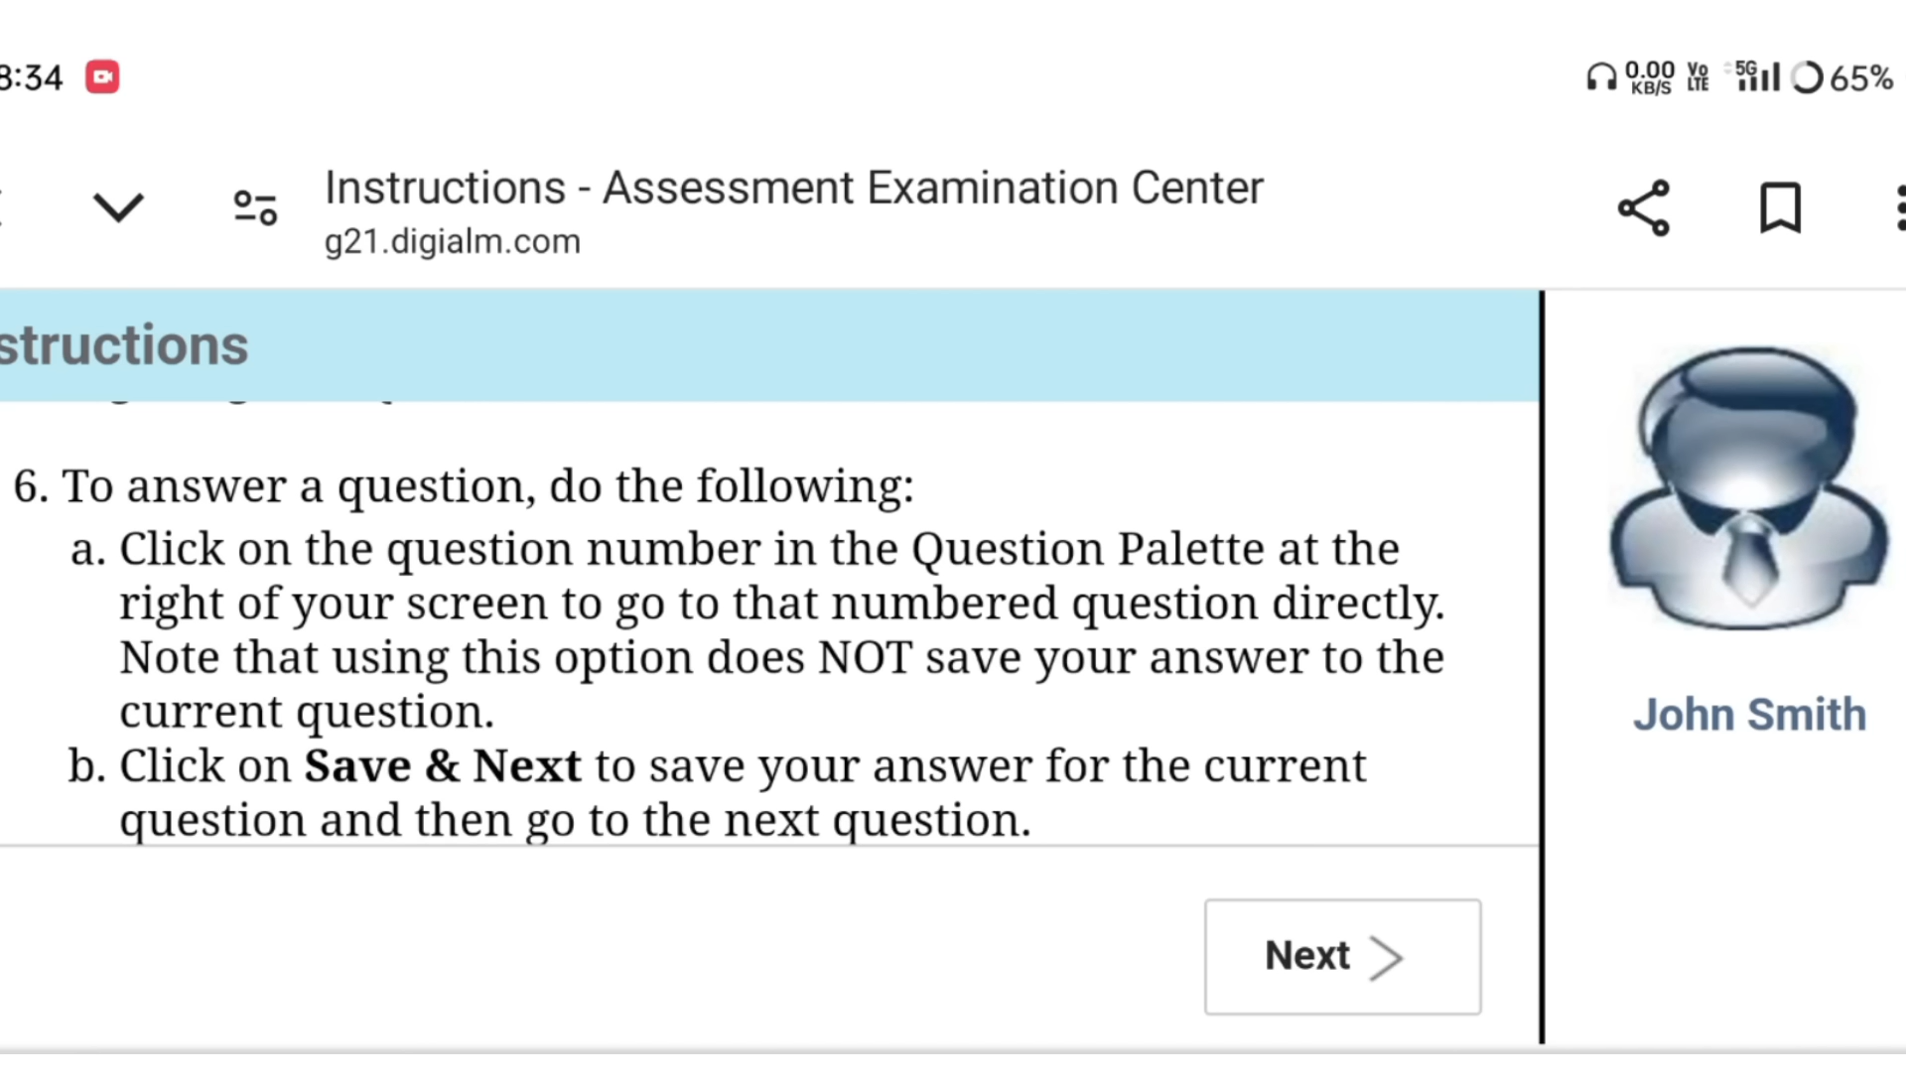 8:34
0.00 KB/S Vo LTE 5G 65%
Instructions - Assessment Examination Center
g21.digialm.com
structions
6. To answer a question, do the following:
a. Click on the question number in the Question Palette at the
right of your screen to go to that numbered question directly.
Note that using this option does NOT save your answer to the
current question.
b. Click on Save & Next to save your answer for the current
question and then go to the next question.
John Smith
Next